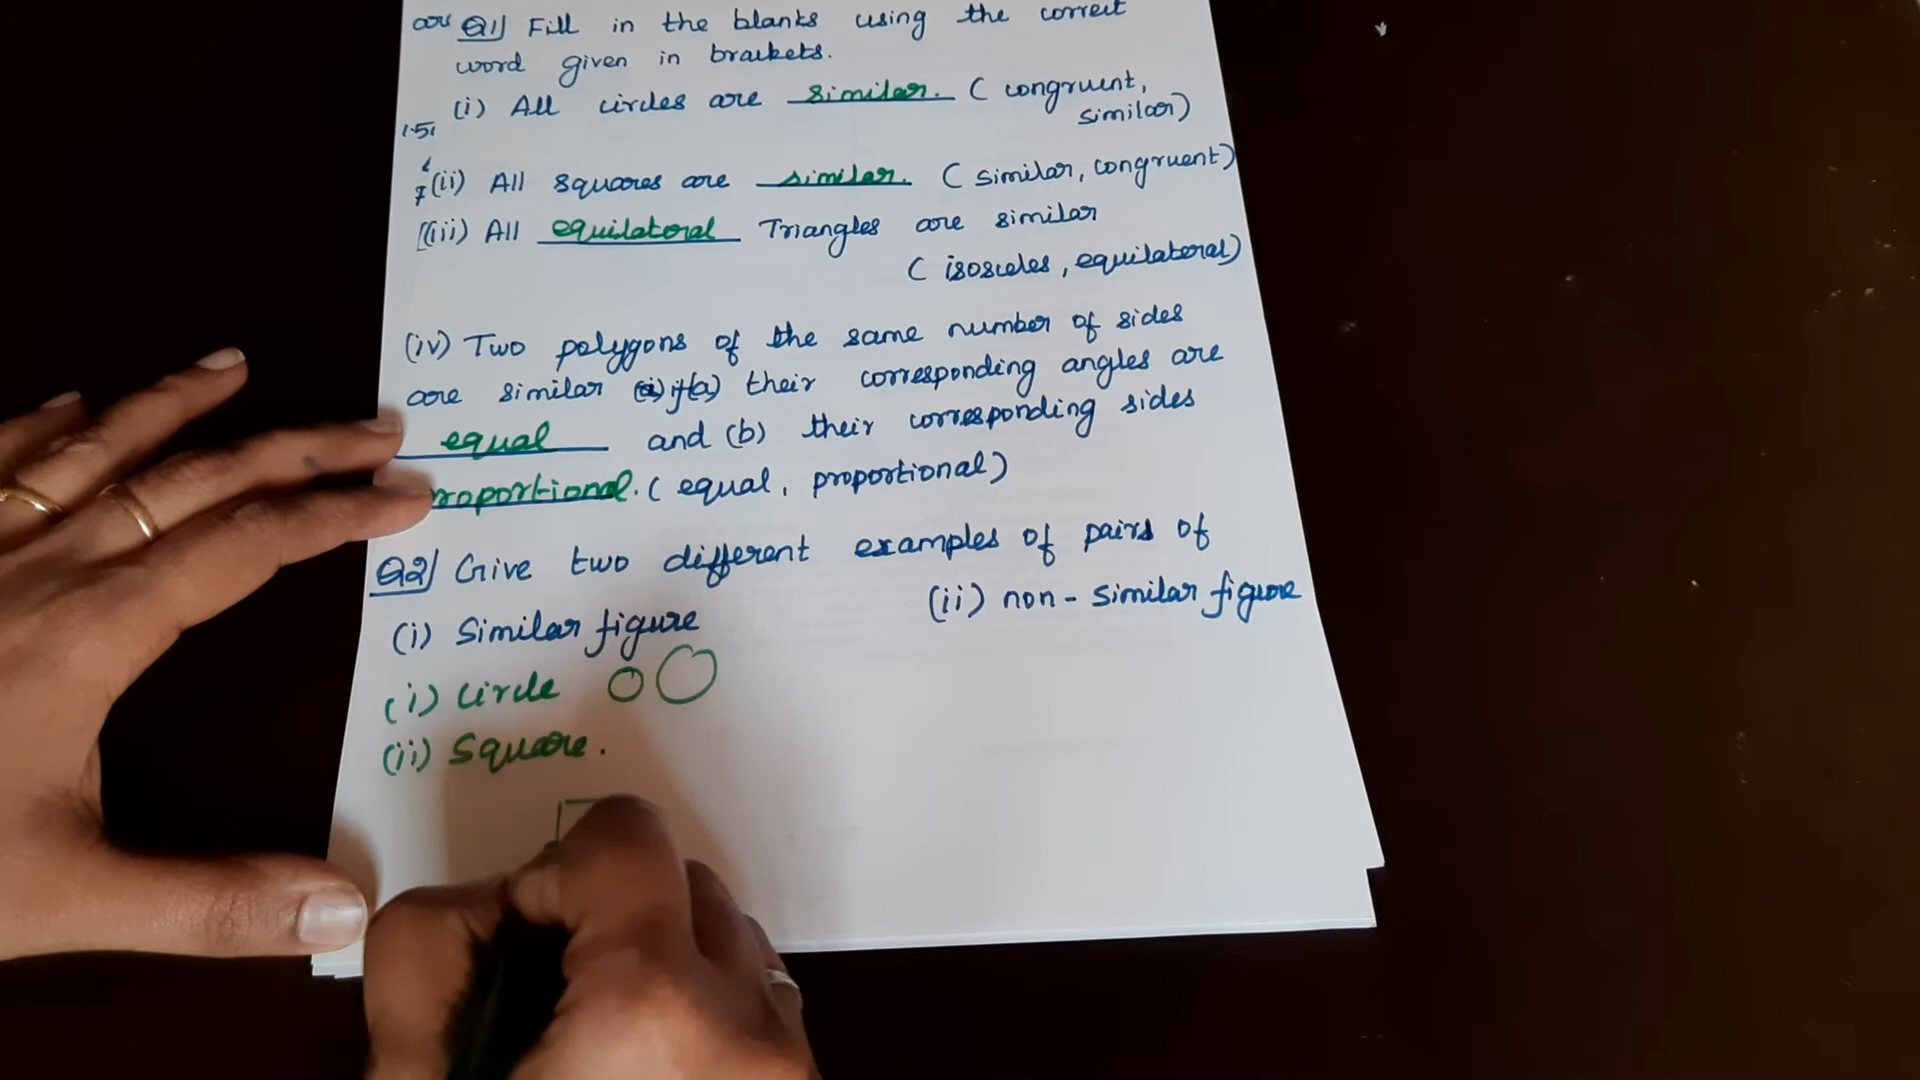 Q1) Fill in the blanks using the correct
word given in brackets.
(i) All circles are similar. (congruent,
similar)
(ii) All squares are similar. (similar, congruent)
(iii) All equilateral Triangles are similar
(isosceles, equilateral)
(iv) Two polygons of the same number of sides
are similar if (a) their corresponding angles are
equal and (b) their corresponding sides
roportional. (equal, proportional)
Q2) Give two different examples of pairs of
(i) Similar figure (ii) non-similar figure
(i) Circle
(ii) Square.